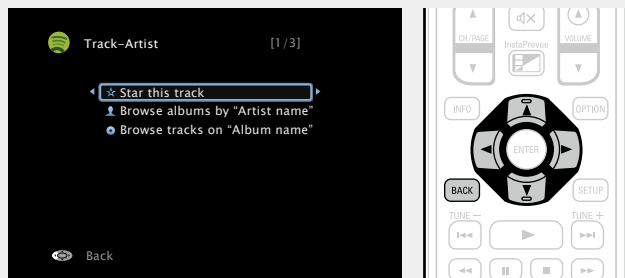 Track-Artist [1/3]
☆ Star this track
Browse albums by “Artist name”
Browse tracks on “Album name”
Back
CH/PAGE
InstaPrevue
VOLUME
INFO
OPTION
ENTER
BACK
SETUP
TUNE –
TUNE +